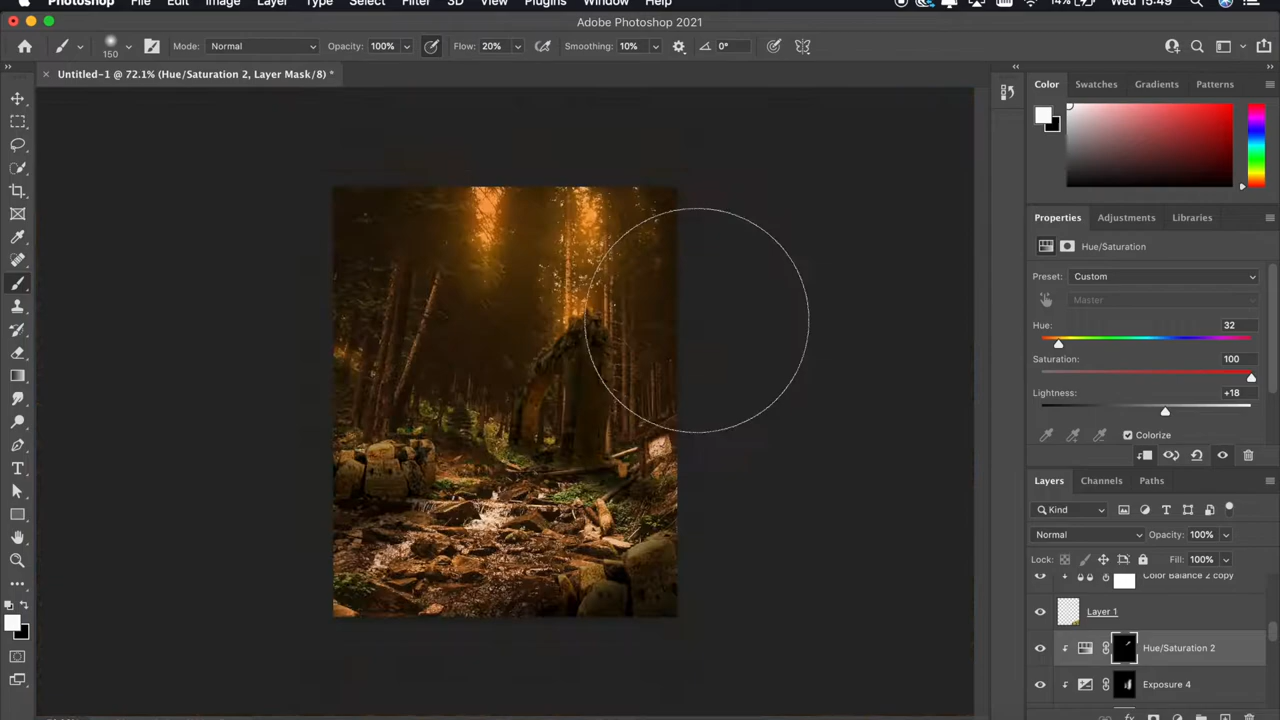 Photoshop File Edit Image Layer Type Select Filter 3D View Plugins Window Help 14% Wed 15:49
Adobe Photoshop 2021
150 Mode: Normal Opacity: 100% Flow: 20% Smoothing: 10% 0°
Untitled-1 @ 72.1% (Hue/Saturation 2, Layer Mask/8) *
Color Swatches Gradients Patterns
Properties Adjustments Libraries
Hue/Saturation
Preset: Custom
Master
Hue: 32
Saturation: 100
Lightness: +18
Colorize
Layers Channels Paths
Kind
Normal Opacity: 100%
Lock: Fill: 100%
Color Balance 2 copy
Layer 1
Hue/Saturation 2
Exposure 4